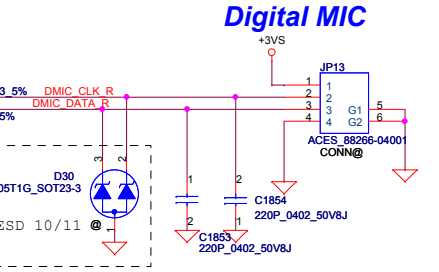 Digital MIC
+3VS
JP13
3_5% DMIC_CLK_R
DMIC_DATA_R
5%
1 1
2 2
3 3 G1 5
4 4 G2 6
ACES_88266-04001
CONN@
3 2
D30
05T1G_SOT23-3
1
ESD 10/11 @
1 2
C1853
220P_0402_50V8J
2 1
C1854
220P_0402_50V8J